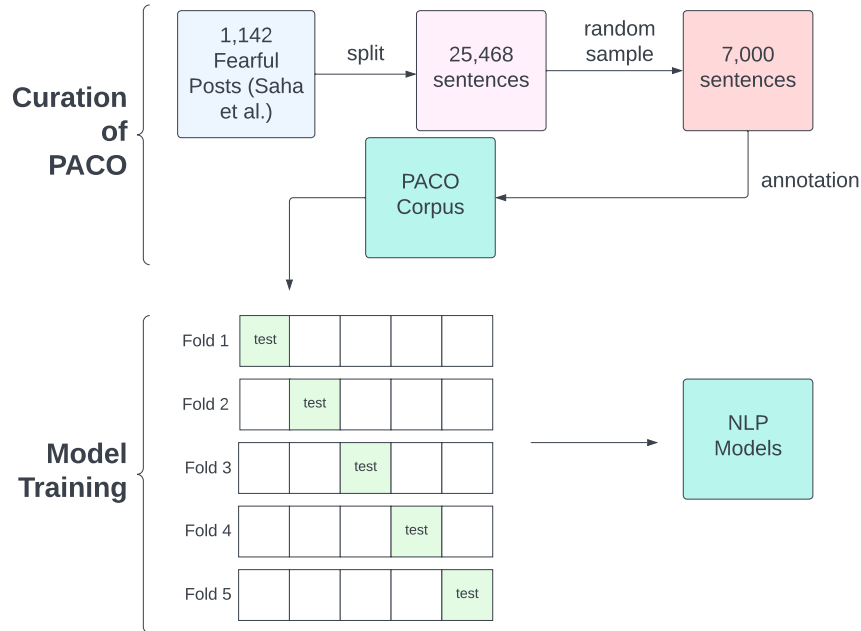 Curation
of
PACO
1,142
Fearful
Posts (Saha
et al.)
split
25,468
sentences
random
sample
7,000
sentences
annotation
PACO
Corpus
Model
Training
Fold 1
test
Fold 2
test
Fold 3
test
Fold 4
test
Fold 5
test
NLP
Models